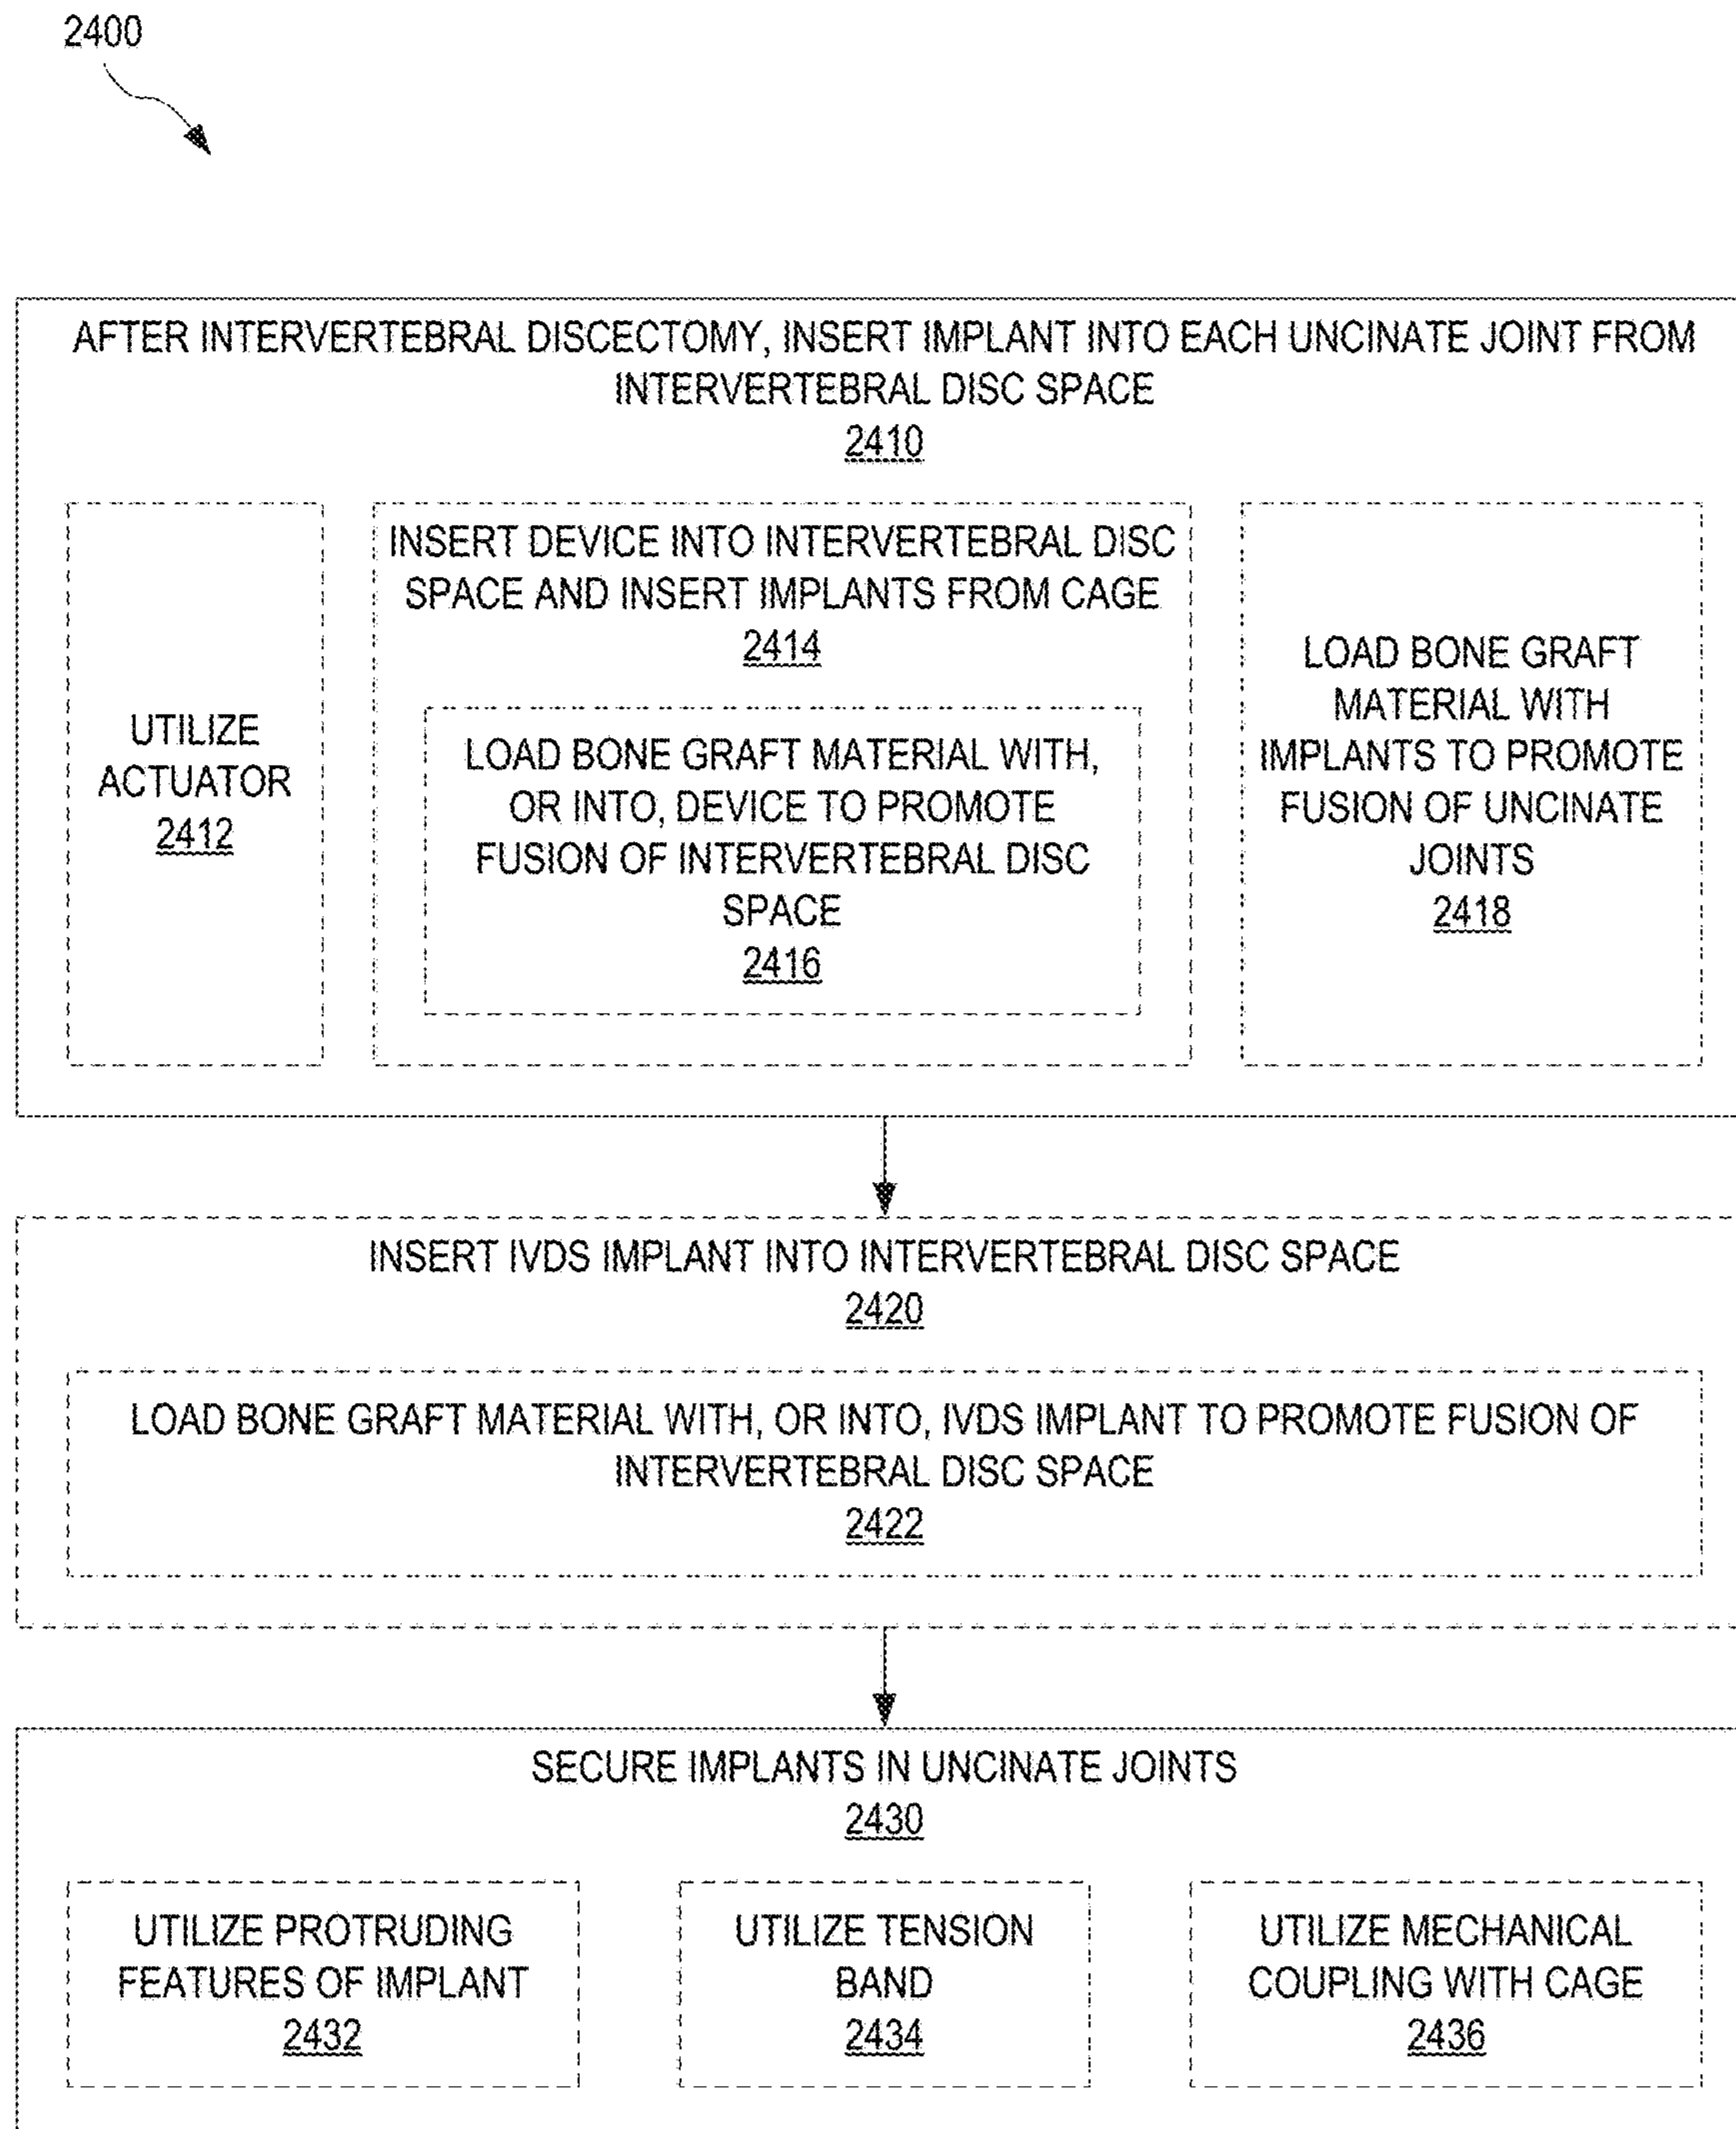 2400
AFTER INTERVERTEBRAL DISCECTOMY, INSERT IMPLANT INTO EACH UNCINATE JOINT FROM
INTERVERTEBRAL DISC SPACE
2410
UTILIZE
ACTUATOR
2412
INSERT DEVICE INTO INTERVERTEBRAL DISC
SPACE AND INSERT IMPLANTS FROM CAGE
2414
LOAD BONE GRAFT MATERIAL WITH,
OR INTO, DEVICE TO PROMOTE
FUSION OF INTERVERTEBRAL DISC
SPACE
2416
LOAD BONE GRAFT
MATERIAL WITH
IMPLANTS TO PROMOTE
FUSION OF UNCINATE
JOINTS
2418
INSERT IVDS IMPLANT INTO INTERVERTEBRAL DISC SPACE
2420
LOAD BONE GRAFT MATERIAL WITH, OR INTO, IVDS IMPLANT TO PROMOTE FUSION OF
INTERVERTEBRAL DISC SPACE
2422
SECURE IMPLANTS IN UNCINATE JOINTS
2430
UTILIZE PROTRUDING
FEATURES OF IMPLANT
2432
UTILIZE TENSION
BAND
2434
UTILIZE MECHANICAL
COUPLING WITH CAGE
2436